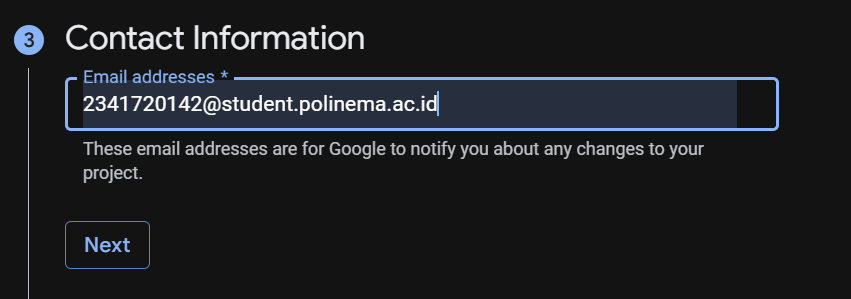 3
Contact Information
Email addresses *
2341720142@student.polinema.ac.id
These email addresses are for Google to notify you about any changes to your
project.
Next